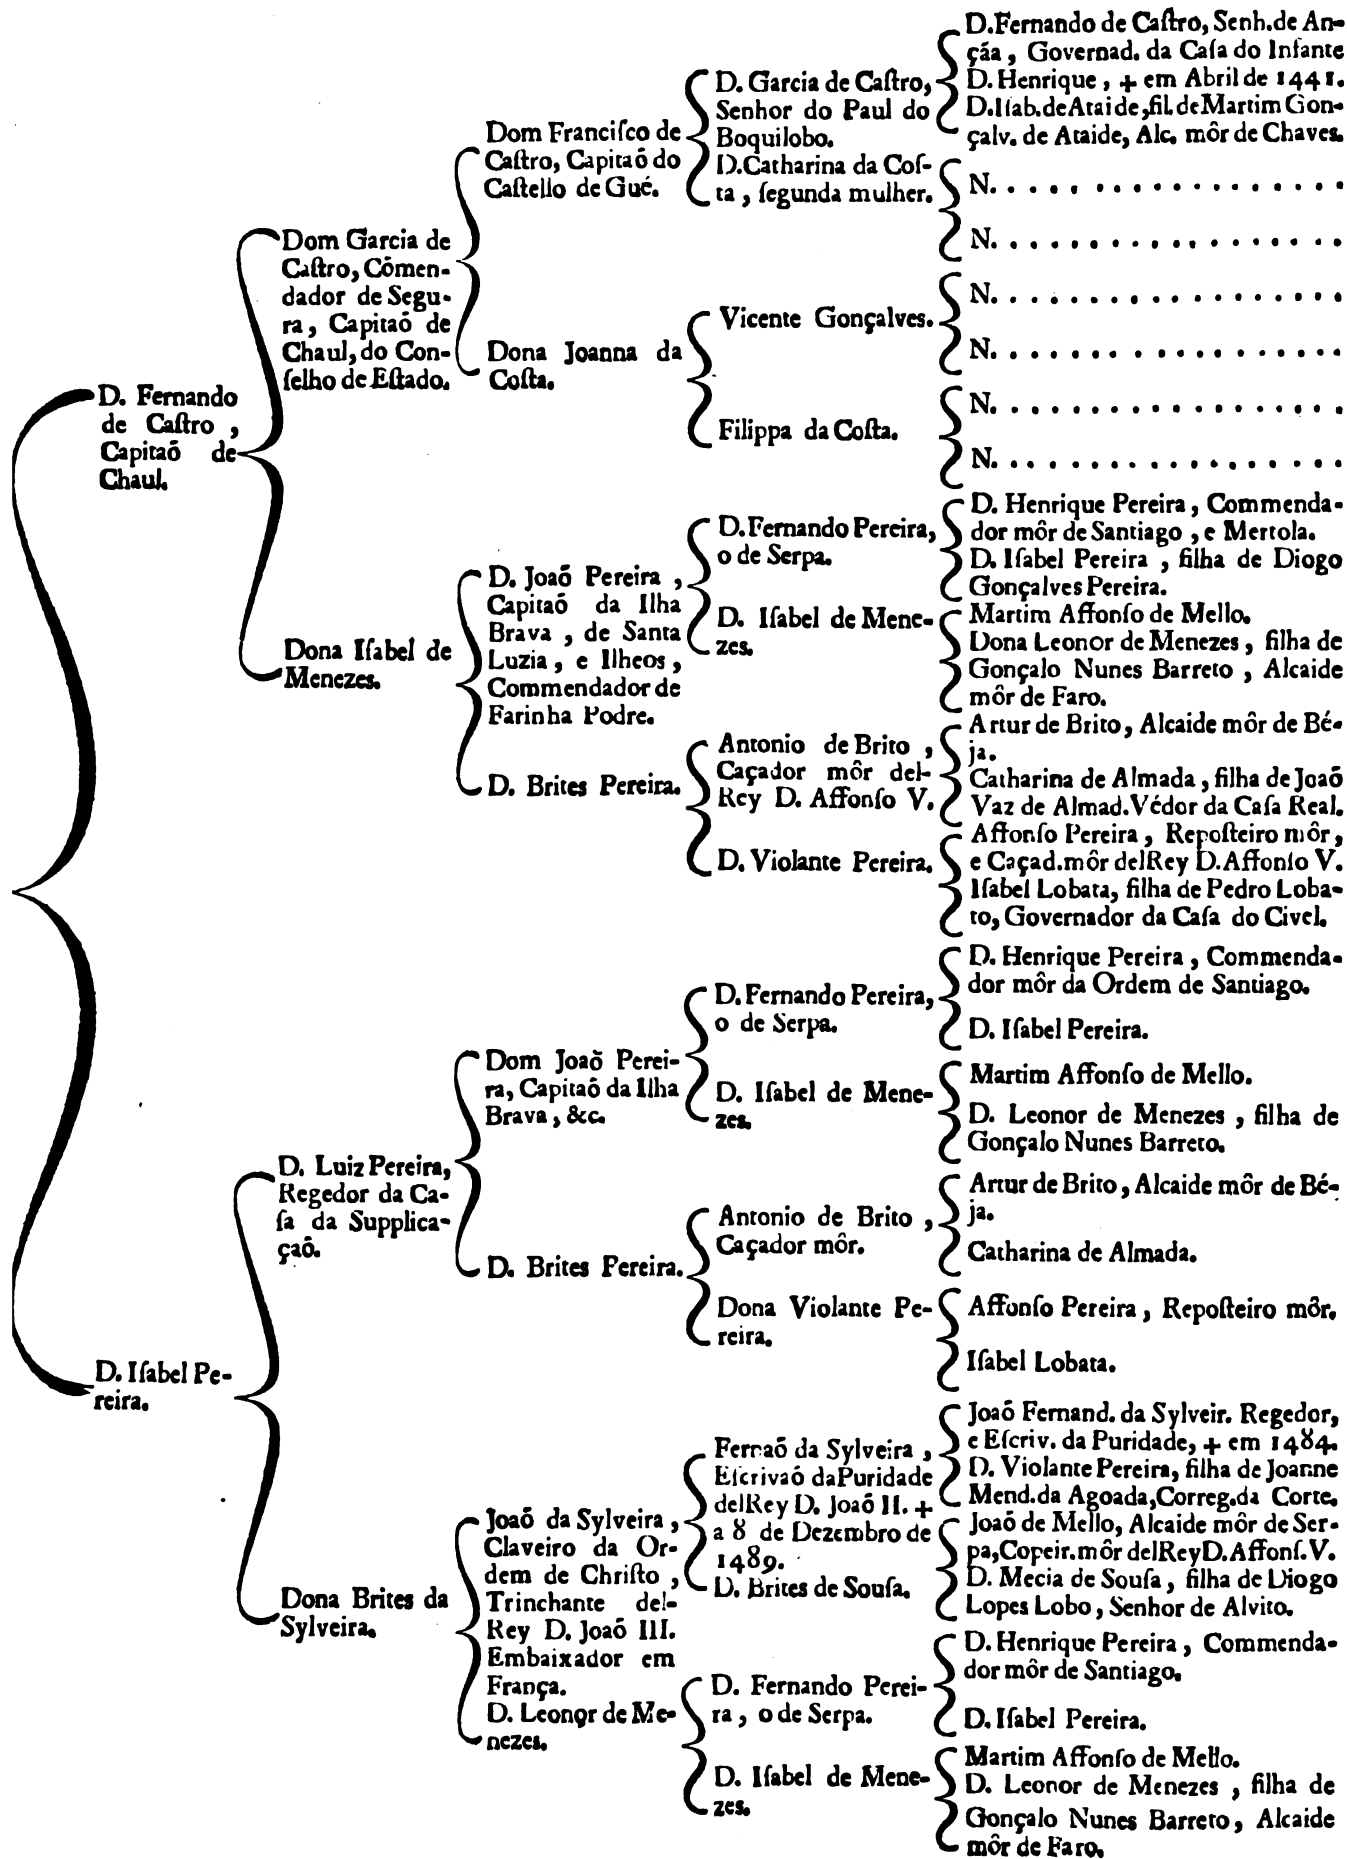 D. Fernando
de Caſtro ,
Capitaõ de
Chaul.
D. Iſabel Pe-
reira.
Dom Garcia de
Caſtro, Cõmen-
dador de Segu-
ra , Capitaõ de
Chaul, do Con-
ſelho de Eſtado.
Dona Iſabel de
Menezes.
D. Luiz Pereira,
Regedor da Ca-
ſa da Supplica-
çaõ.
Dona Brites da
Sylveira.
Dom Franciſco de
Caſtro, Capitaõ do
Caſtello de Gué.
Dona Joanna da
Coſta.
D. Joaõ Pereira ,
Capitaõ da Ilha
Brava , de Santa
Luzia , e Ilheos ,
Commendador de
Farinha Podre.
D. Brites Pereira.
Dom Joaõ Perei-
ra, Capitaõ da Ilha
Brava , &c.
D. Brites Pereira.
Joaõ da Sylveira ,
Claveiro da Or-
dem de Chriſto ,
Trinchante del-
Rey D. Joaõ III.
Embaixador em
França.
D. Leonor de Me-
nezes.
D. Garcia de Caſtro,
Senhor do Paul do
Boquilobo.
D.Catharina da Coſ-
ta , ſegunda mulher.
Vicente Gonçalves.
Filippa da Coſta.
D. Fernando Pereira,
o de Serpa.
D. Iſabel de Mene-
zes.
Antonio de Brito ,
Caçador môr del-
Rey D. Affonſo V.
D. Violante Pereira.
D. Fernando Pereira,
o de Serpa.
D. Iſabel de Mene-
zes.
Antonio de Brito ,
Caçador môr.
Dona Violante Pe-
reira.
Fernaõ da Sylveira ,
Eſcrivaõ da Puridade
delRey D. Joaõ II. +
a 8 de Dezembro de
1489.
D. Brites de Souſa.
D. Fernando Perei-
ra , o de Serpa.
D. Iſabel de Mene-
zes.
D.Fernando de Caſtro, Senh.de An-
çáa , Governad. da Caſa do Infante
D. Henrique , + em Abril de 1441.
D.Iſab.de Ataide,fil.de Martim Gon-
çalv. de Ataide, Alc. môr de Chaves.
N. . . . . . . . . . . . . . . . . .
N. . . . . . . . . . . . . . . . . .
N. . . . . . . . . . . . . . . . . .
N. . . . . . . . . . . . . . . . . .
N. . . . . . . . . . . . . . . . . .
N. . . . . . . . . . . . . . . . . .
D. Henrique Pereira , Commenda-
dor môr de Santiago , e Mertola.
D. Iſabel Pereira , filha de Diogo
Gonçalves Pereira.
Martim Affonſo de Mello.
Dona Leonor de Menezes , filha de
Gonçalo Nunes Barreto , Alcaide
môr de Faro.
Artur de Brito, Alcaide môr de Bé-
ja.
Catharina de Almada , filha de Joaõ
Vaz de Almad.Védor da Caſa Real.
Affonſo Pereira , Repoſteiro môr ,
e Caçad.môr delRey D.Affonſo V.
Iſabel Lobata, filha de Pedro Loba-
to, Governador da Caſa do Civel.
D. Henrique Pereira , Commenda-
dor môr da Ordem de Santiago.
D. Iſabel Pereira.
Martim Affonſo de Mello.
D. Leonor de Menezes , filha de
Gonçalo Nunes Barreto.
Artur de Brito , Alcaide môr de Bé-
ja.
Catharina de Almada.
Affonſo Pereira , Repoſteiro môr.
Iſabel Lobata.
Joaõ Fernand. da Sylveir. Regedor,
e Eſcriv. da Puridade, + em 1484.
D. Violante Pereira, filha de Joanne
Mend.da Agoada,Correg.da Corte.
Joaõ de Mello, Alcaide môr de Ser-
pa,Copeir.môr delRey D.Affonſ. V.
D. Mecia de Souſa , filha de Diogo
Lopes Lobo , Senhor de Alvito.
D. Henrique Pereira , Commenda-
dor môr de Santiago.
D. Iſabel Pereira.
Martim Affonſo de Mello.
D. Leonor de Menezes , filha de
Gonçalo Nunes Barreto , Alcaide
môr de Faro.